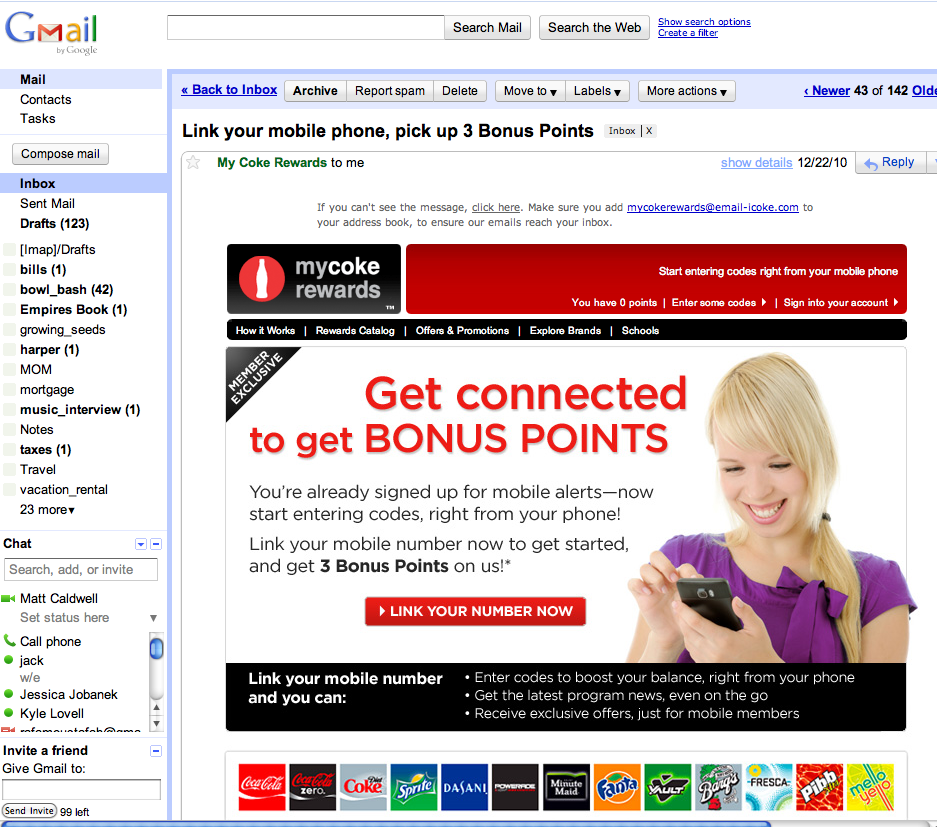 Gmail
by Google
Search Mail
Search the Web
Show search options
Create a filter
Mail
Contacts
Tasks
Compose mail
Inbox
Sent Mail
Drafts (123)
[Imap]/Drafts
bills (1)
bowl_bash (42)
Empires Book (1)
growing_seeds
harper (1)
MOM
mortgage
music_interview (1)
Notes
taxes (1)
Travel
vacation_rental
23 more▾
Chat
Search, add, or invite
Matt Caldwell
Set status here
Call phone
jack
w/e
Jessica Jobanek
Kyle Lovell
Invite a friend
Give Gmail to:
Send Invite 99 left
« Back to Inbox
Archive
Report spam
Delete
Move to ▾
Labels ▾
More actions ▾
‹ Newer 43 of 142 Olde
Link your mobile phone, pick up 3 Bonus Points Inbox | X
My Coke Rewards to me
show details 12/22/10
Reply
If you can't see the message, click here. Make sure you add mycokerewards@email-icoke.com to
your address book, to ensure our emails reach your inbox.
mycoke
rewards
™
Start entering codes right from your mobile phone
You have 0 points | Enter some codes | Sign into your account
How it Works | Rewards Catalog | Offers & Promotions | Explore Brands | Schools
MEMBER
EXCLUSIVE
Get connected
to get BONUS POINTS
You're already signed up for mobile alerts—now
start entering codes, right from your phone!
Link your mobile number now to get started,
and get 3 Bonus Points on us!*
LINK YOUR NUMBER NOW
Link your mobile number
and you can:
• Enter codes to boost your balance, right from your phone
• Get the latest program news, even on the go
• Receive exclusive offers, just for mobile members
Coca-Cola
Coca-Cola
zero.
Diet
Coke
Sprite
DASANI
POWERADE
Minute
Maid
Fanta
VAULT
Barq's
FRESCA
Pibb
mello
yello